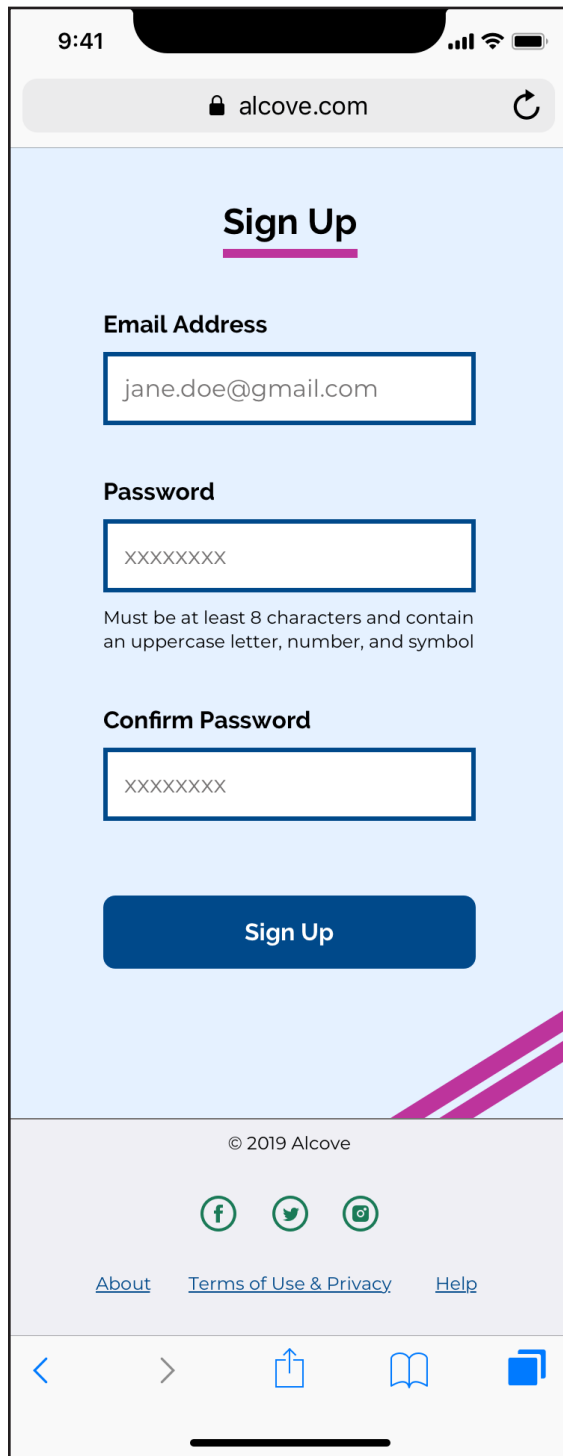 9:41
alcove.com
Sign Up
Email Address
jane.doe@gmail.com
Password
xxxxxxxx
Must be at least 8 characters and contain
an uppercase letter, number, and symbol
Confirm Password
xxxxxxxx
Sign Up
© 2019 Alcove
About Terms of Use & Privacy Help